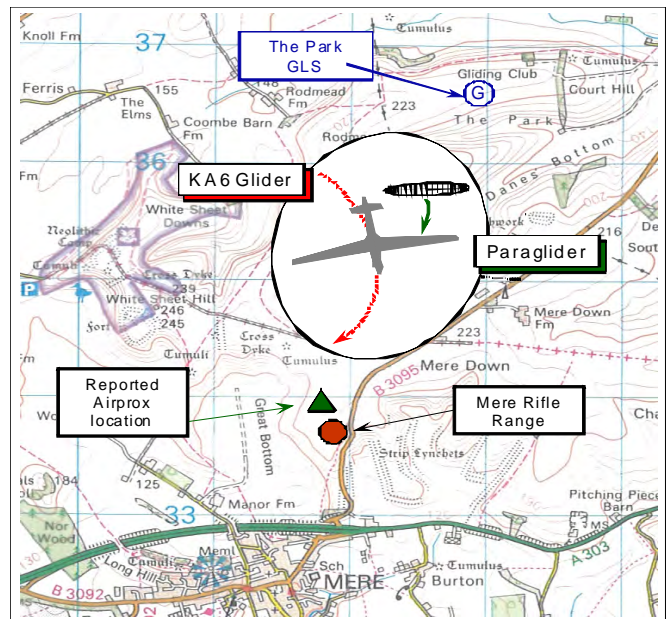 Knoll Fm
37
The Park
GLS
Tumulus
Tumulus
Gliding Club
Court Hill
Ferris
155
The
Elms
148
Rodmead
Fm
223
G
The Park
Coombe Barn
Fm
36
KA6 Glider
Danes Bottom
White Sheet
Downs
Neolithic
Camp
216
Paraglider
Cross Dyke
239
P
White Sheet Hill
246
Fort
245
Mere Down
Fm
223
Tumuli
Cross
Dyke
Tumulus
Mere Down
B 3095
Reported
Airprox
location
Great Bottom
Mere Rifle
Range
Strip Lynchets
184
125
Manor Fm
Pitching Piece
Barn
33
Nor
Wood
MS
Meml
A 303
Tumulus
Long Hill
Sch
MERE
Tumulus
Burton
B 3092